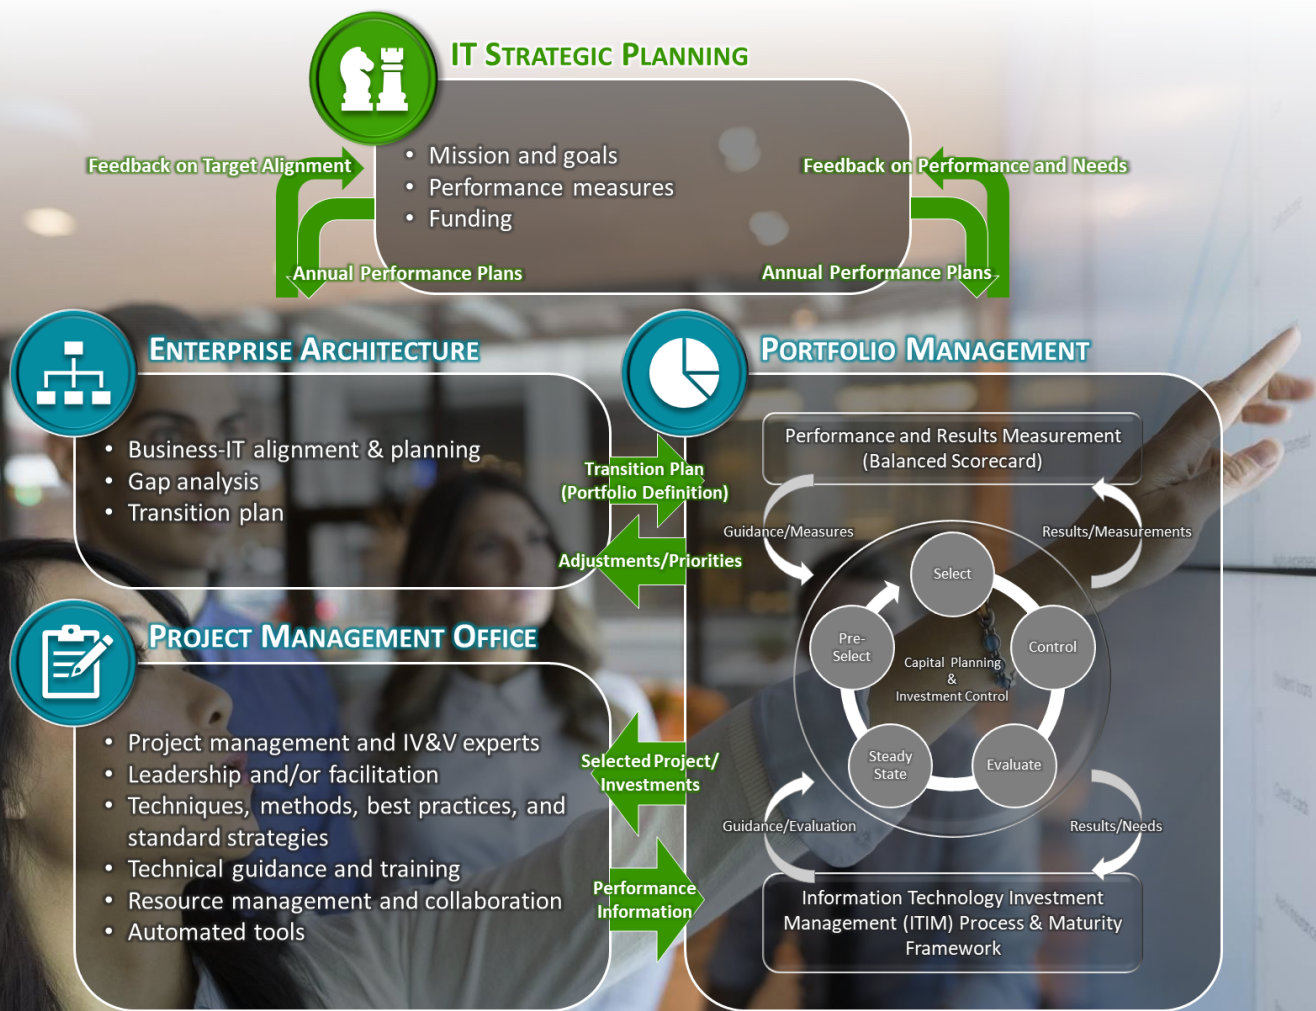 IT STRATEGIC PLANNING
Feedback on Target Alignment
• Mission and goals
• Performance measures
• Funding
Feedback on Performance and Needs
Annual Performance Plans
Annual Performance Plans
ENTERPRISE ARCHITECTURE
• Business-IT alignment & planning
• Gap analysis
• Transition plan
Transition Plan
(Portfolio Definition)
Adjustments/Priorities
PORTFOLIO MANAGEMENT
Performance and Results Measurement
(Balanced Scorecard)
Guidance/Measures
Results/Measurements
Select
Pre-
Select
Control
Capital Planning
&
Investment Control
Steady
State
Evaluate
Guidance/Evaluation
Results/Needs
Information Technology Investment
Management (ITIM) Process & Maturity
Framework
PROJECT MANAGEMENT OFFICE
• Project management and IV&V experts
• Leadership and/or facilitation
• Techniques, methods, best practices, and
standard strategies
• Technical guidance and training
• Resource management and collaboration
• Automated tools
Selected Project/
Investments
Performance
Information